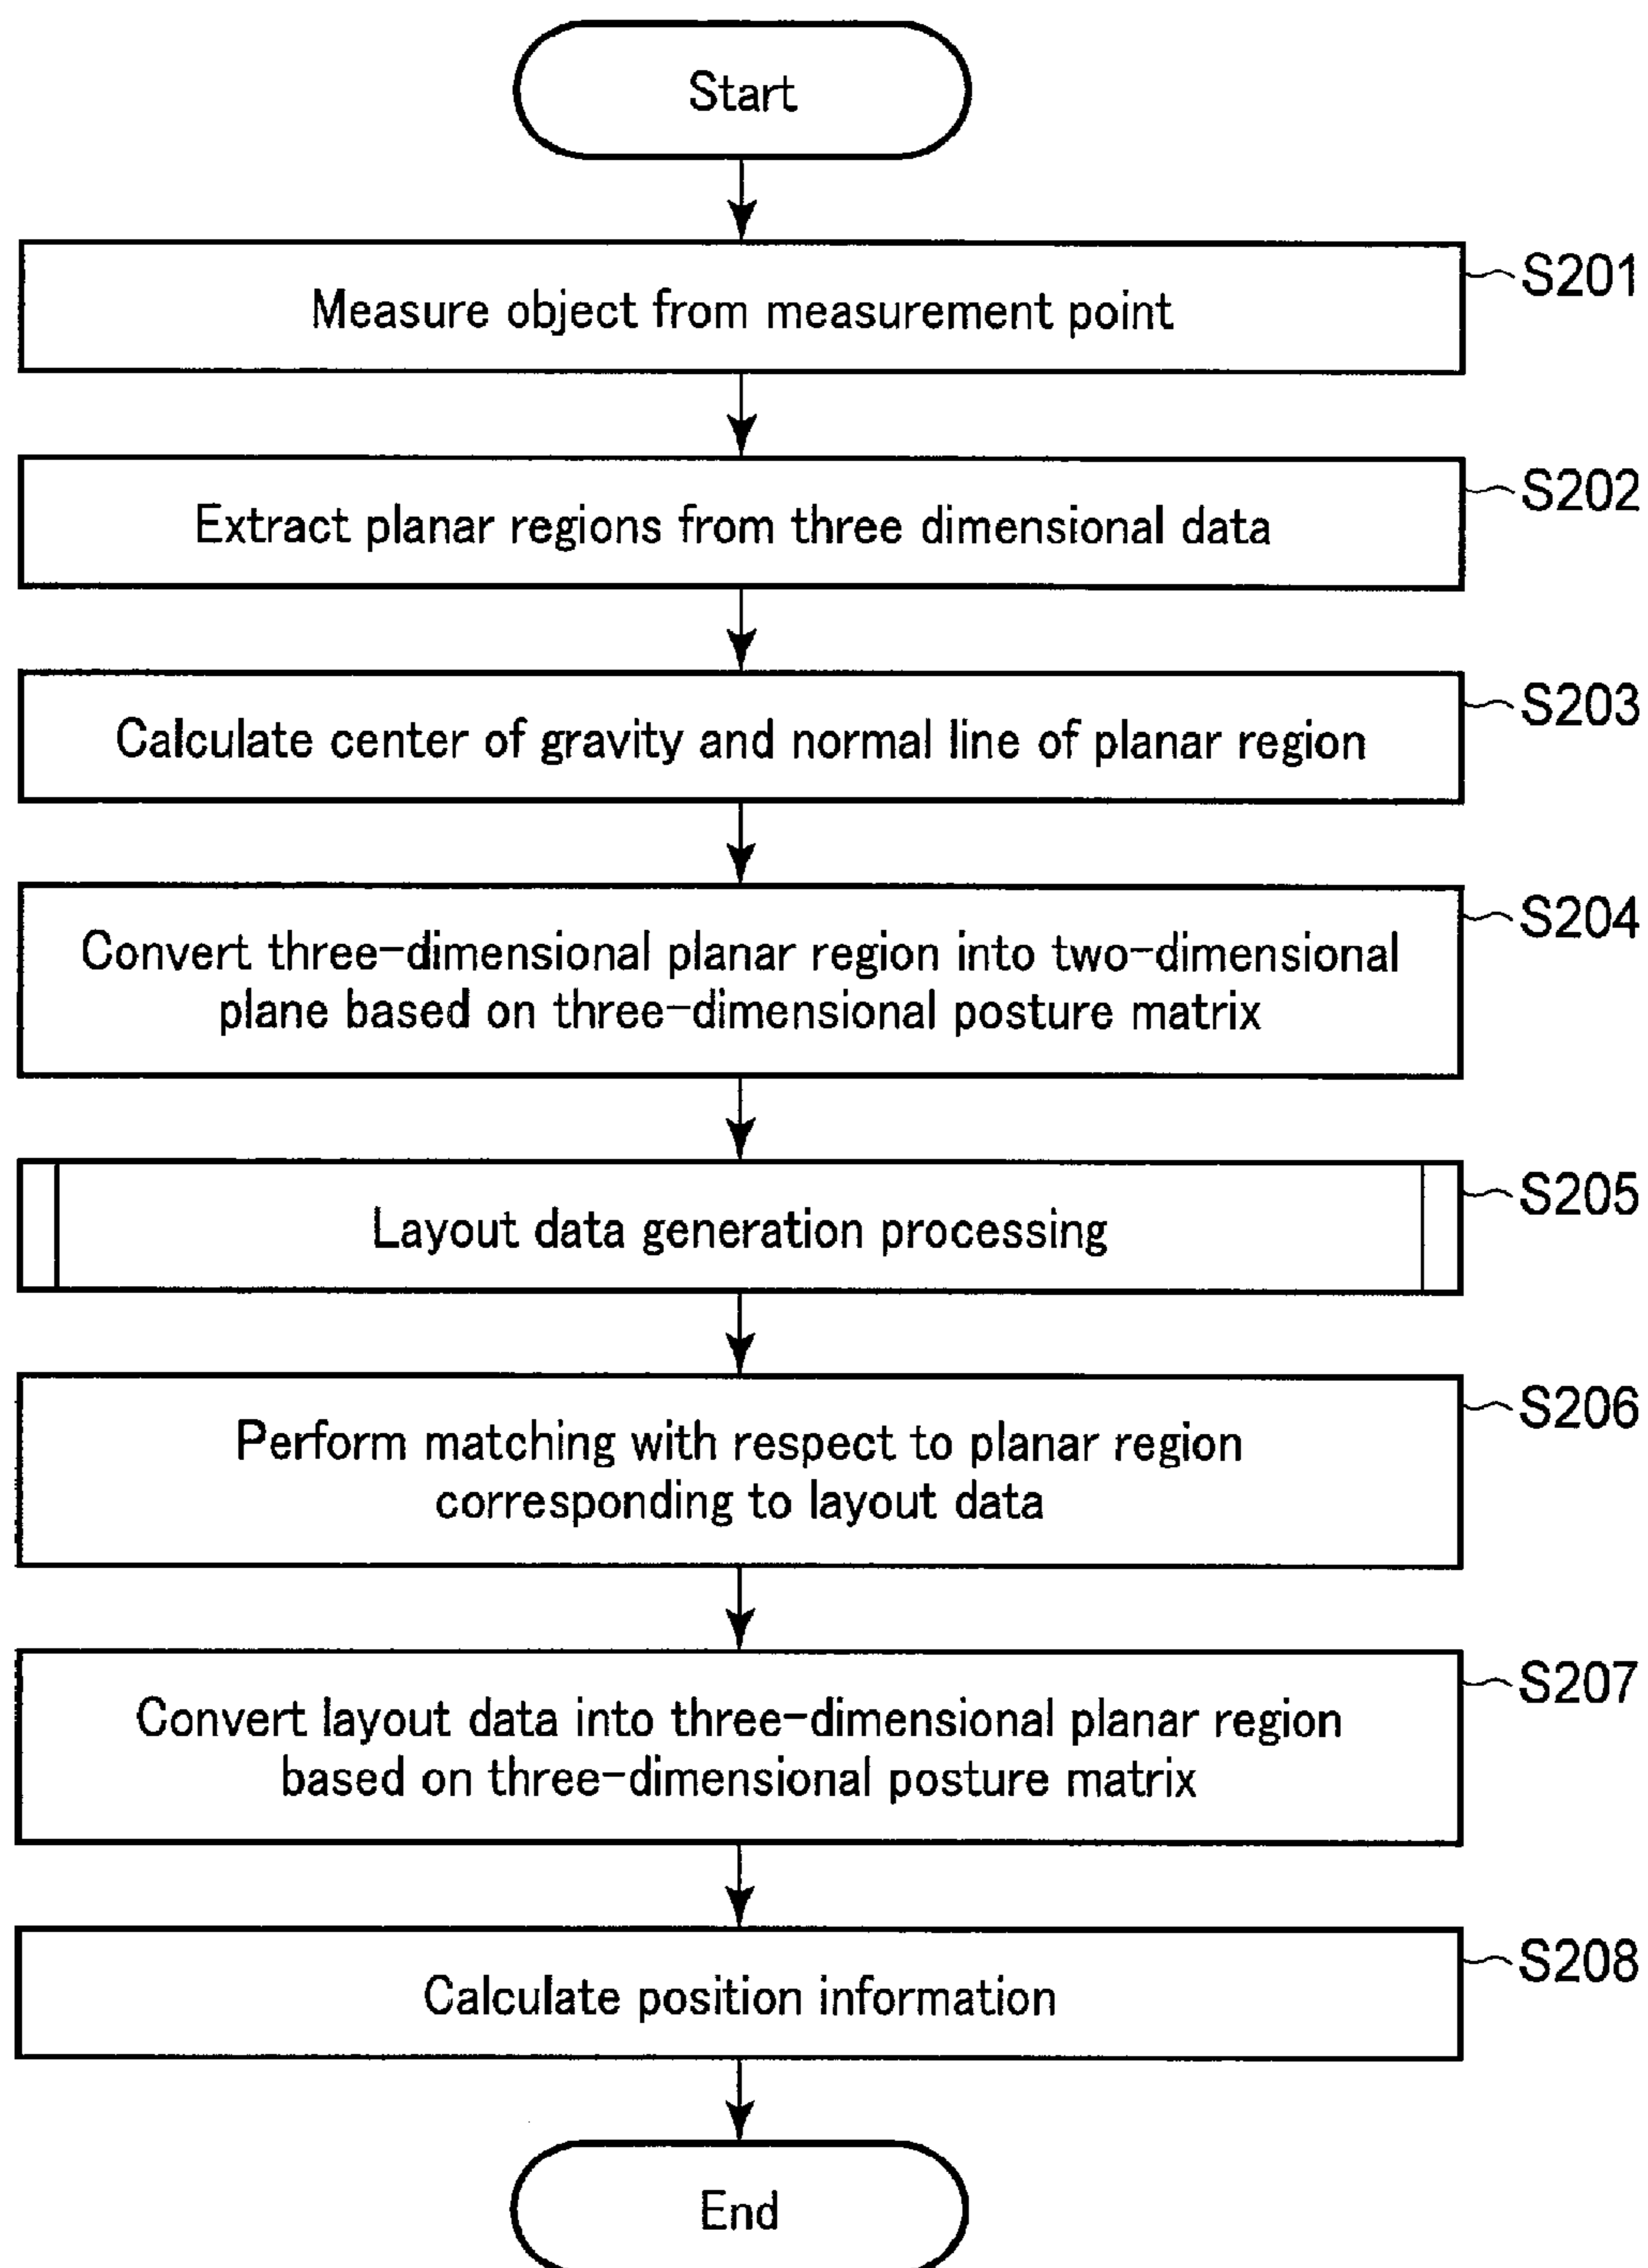 Start
S201
Measure object from measurement point
S202
Extract planar regions from three dimensional data
S203
Calculate center of gravity and normal line of planar region
S204
Convert three-dimensional planar region into two-dimensional
plane based on three-dimensional posture matrix
S205
Layout data generation processing
S206
Perform matching with respect to planar region
corresponding to layout data
S207
Convert layout data into three-dimensional planar region
based on three-dimensional posture matrix
S208
Calculate position information
End